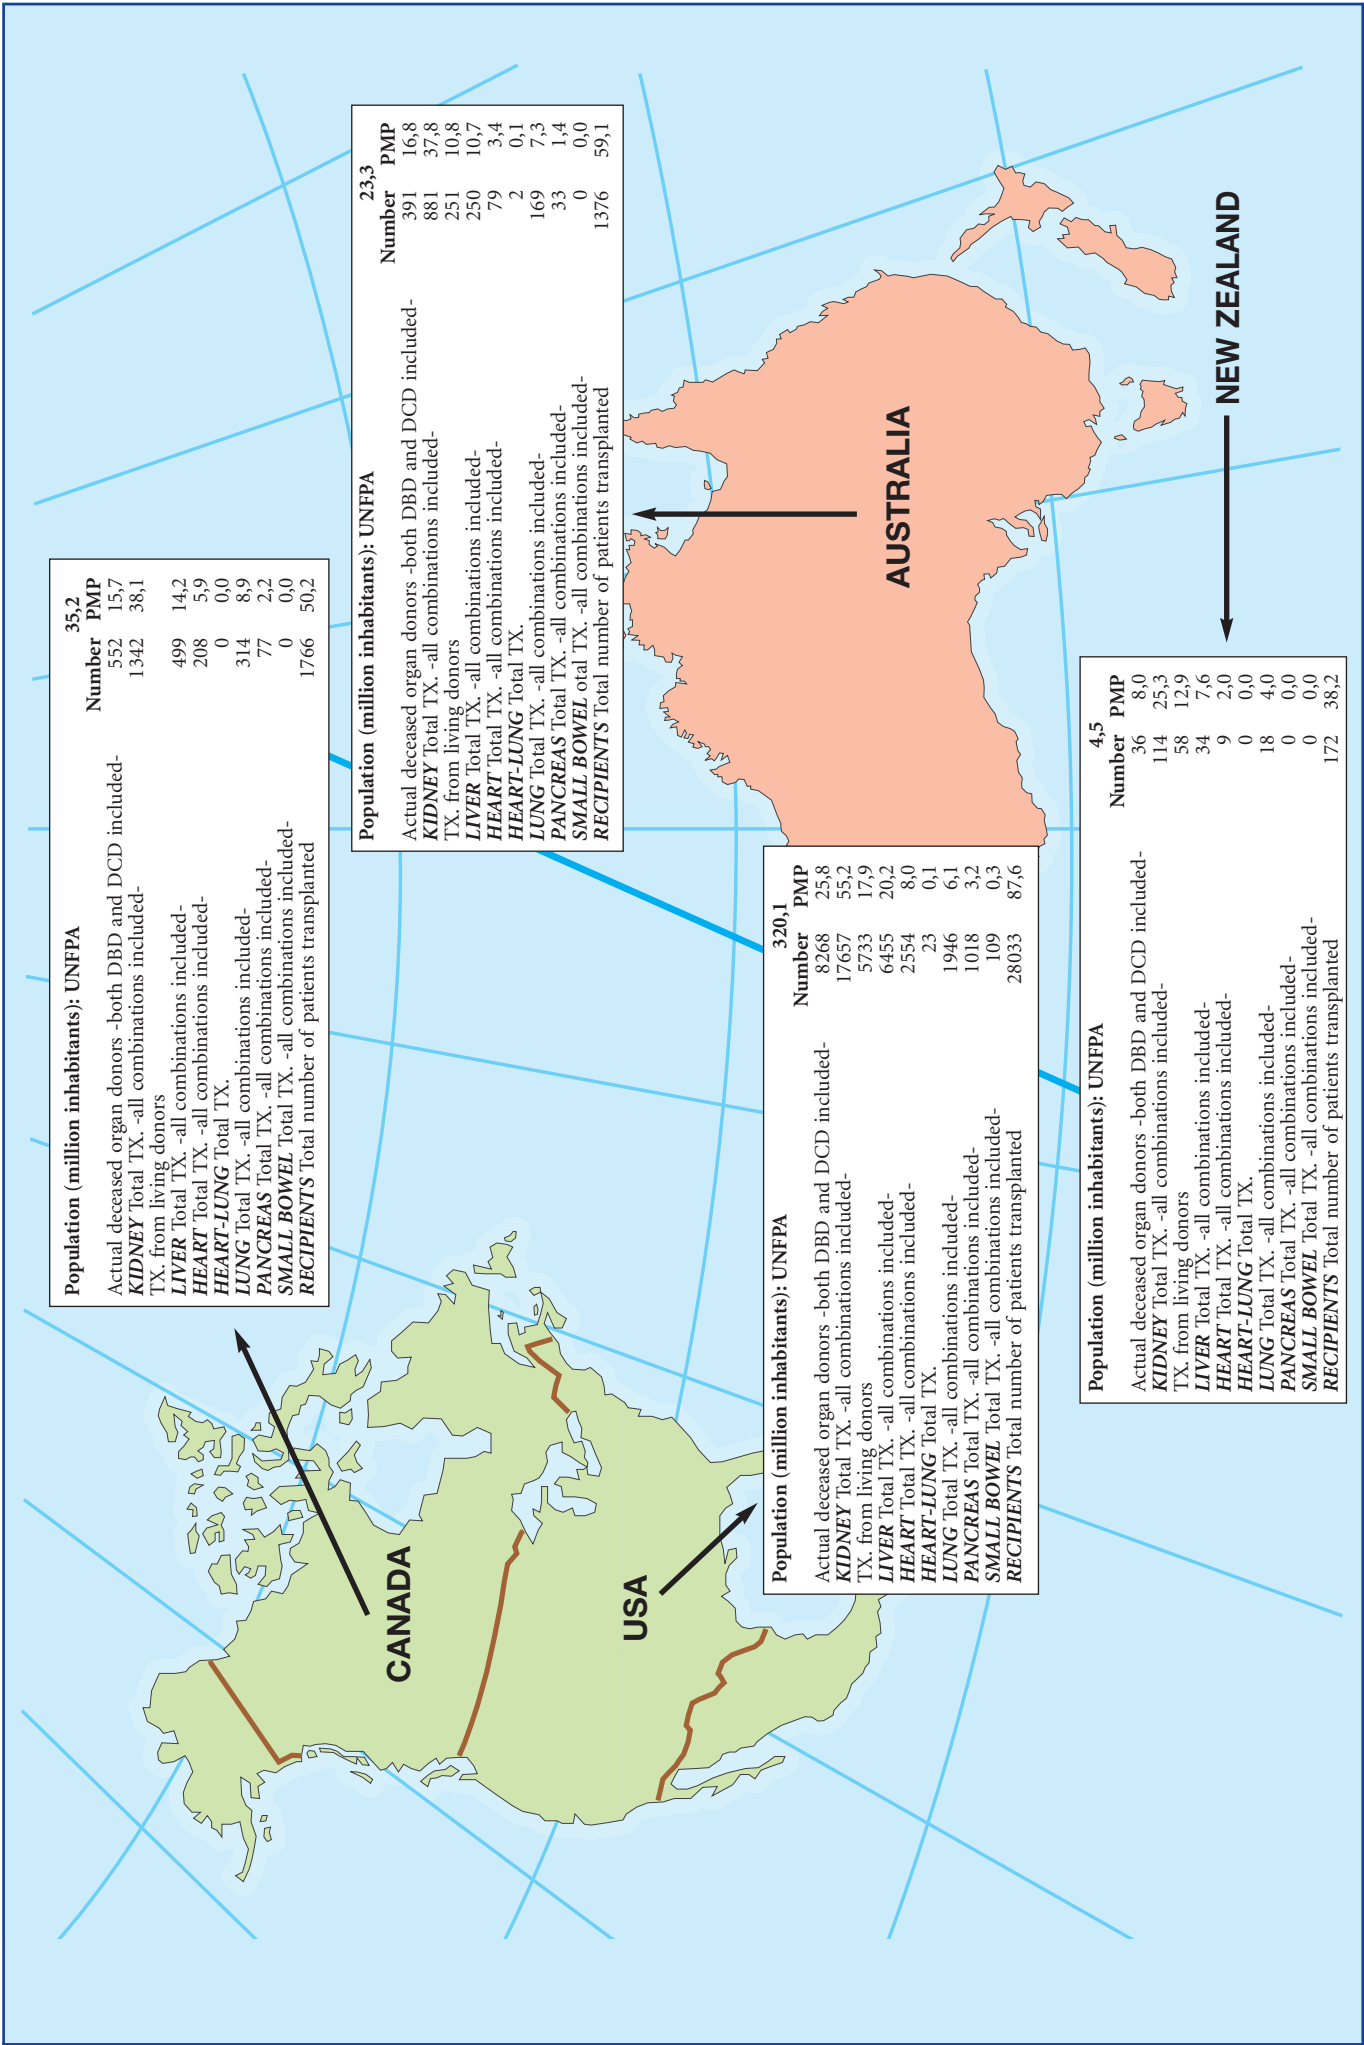 Population (million inhabitants): UNFPA 35,2
Number PMP
Actual deceased organ donors -both DBD and DCD included- 552 15,7
KIDNEY Total TX. -all combinations included- 1342 38,1
TX. from living donors
LIVER Total TX. -all combinations included- 499 14,2
HEART Total TX. -all combinations included- 208 5,9
HEART-LUNG Total TX. 0 0,0
LUNG Total TX. -all combinations included- 314 8,9
PANCREAS Total TX. -all combinations included- 77 2,2
SMALL BOWEL Total TX. -all combinations included- 0 0,0
RECIPIENTS Total number of patients transplanted 1766 50,2
CANADA
Population (million inhabitants): UNFPA 23,3
Number PMP
Actual deceased organ donors -both DBD and DCD included- 391 16,8
KIDNEY Total TX. -all combinations included- 881 37,8
TX. from living donors 251 10,8
LIVER Total TX. -all combinations included- 250 10,7
HEART Total TX. -all combinations included- 79 3,4
HEART-LUNG Total TX. 2 0,1
LUNG Total TX. -all combinations included- 169 7,3
PANCREAS Total TX. -all combinations included- 33 1,4
SMALL BOWEL otal TX. -all combinations included- 0 0,0
RECIPIENTS Total number of patients transplanted 1376 59,1
USA
AUSTRALIA
Population (million inhabitants): UNFPA 320,1
Number PMP
Actual deceased organ donors -both DBD and DCD included- 8268 25,8
KIDNEY Total TX. -all combinations included- 17657 55,2
TX. from living donors 5733 17,9
LIVER Total TX. -all combinations included- 6455 20,2
HEART Total TX. -all combinations included- 2554 8,0
HEART-LUNG Total TX. 23 0,1
LUNG Total TX. -all combinations included- 1946 6,1
PANCREAS Total TX. -all combinations included- 1018 3,2
SMALL BOWEL Total TX. -all combinations included- 109 0,3
RECIPIENTS Total number of patients transplanted 28033 87,6
Population (million inhabitants): UNFPA 4,5
Number PMP
Actual deceased organ donors -both DBD and DCD included- 36 8,0
KIDNEY Total TX. -all combinations included- 114 25,3
TX. from living donors 58 12,9
LIVER Total TX. -all combinations included- 34 7,6
HEART Total TX. -all combinations included- 9 2,0
HEART-LUNG Total TX. 0 0,0
LUNG Total TX. -all combinations included- 18 4,0
PANCREAS Total TX. -all combinations included- 0 0,0
SMALL BOWEL Total TX. -all combinations included- 0 0,0
RECIPIENTS Total number of patients transplanted 172 38,2
NEW ZEALAND